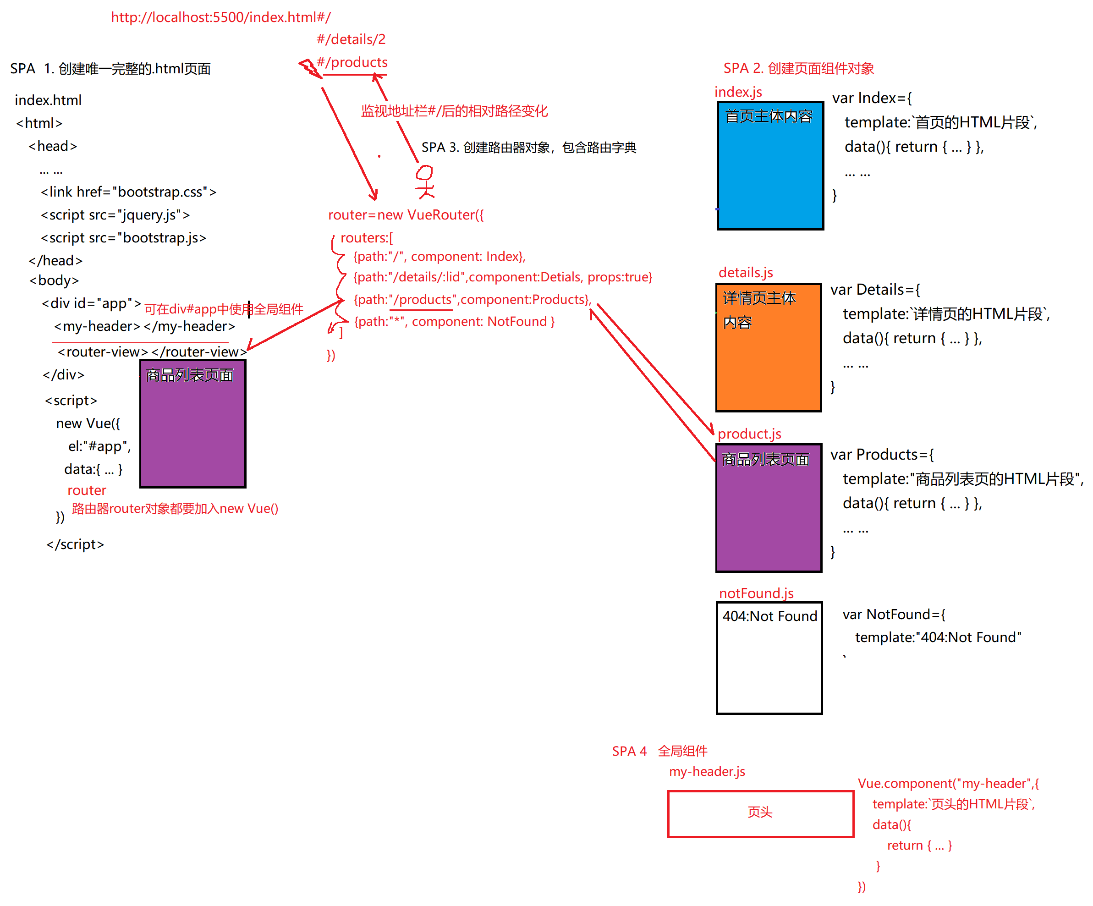 http://localhost:5500/index.html#/
#/details/2
#/products
监视地址栏#/后的相对路径变化
SPA 1. 创建唯一完整的.html页面
index.html
<html>
<head>
... ...
<link href="bootstrap.css">
<script src="jquery.js">
<script src="bootstrap.js>
</head>
<body>
<div id="app">
可在div#app中使用全局组件
<my-header></my-header>
<router-view></router-view>
商品列表页面
</div>
<script>
new Vue({
el:"#app",
data:{ ... }
router
路由器router对象都要加入new Vue()
})
</script>
SPA 3. 创建路由器对象，包含路由字典
router=new VueRouter({
routers:[
{path:"/", component: Index},
{path:"/details/:lid",component:Detials, props:true}
{path:"/products",component:Products},
{path:"*", component: NotFound }
]
})
SPA 2. 创建页面组件对象
index.js
首页主体内容
var Index={
template:`首页的HTML片段`,
data(){ return { ... } },
... ...
}
details.js
详情页主体
内容
var Details={
template:`详情页的HTML片段`,
data(){ return { ... } },
... ...
}
product.js
商品列表页面
var Products={
template:"商品列表页的HTML片段",
data(){ return { ... } },
... ...
}
notFound.js
404:Not Found
var NotFound={
template:"404:Not Found"
`
SPA 4 全局组件
my-header.js
页头
Vue.component("my-header",{
template:`页头的HTML片段`,
data(){
return { ... }
}
})